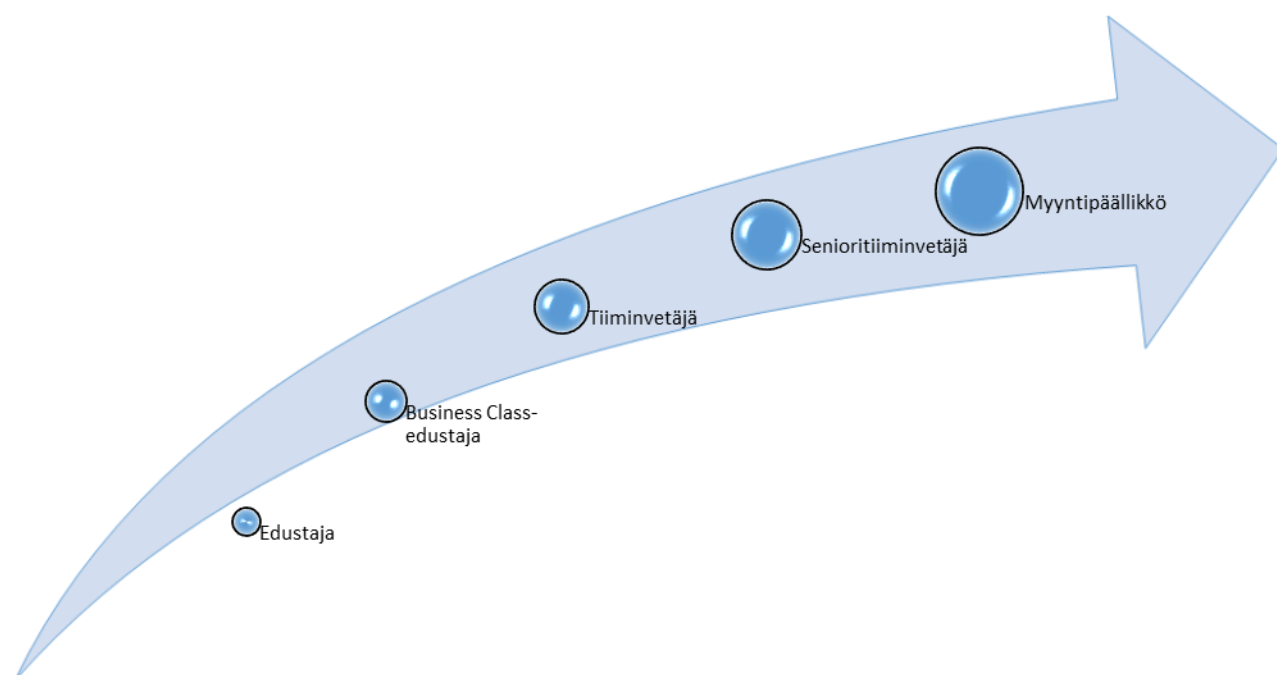 Myyntipäällikkö
Senioritiiminvetäjä
Tiiminvetäjä
Business Class-
edustaja
Edustaja